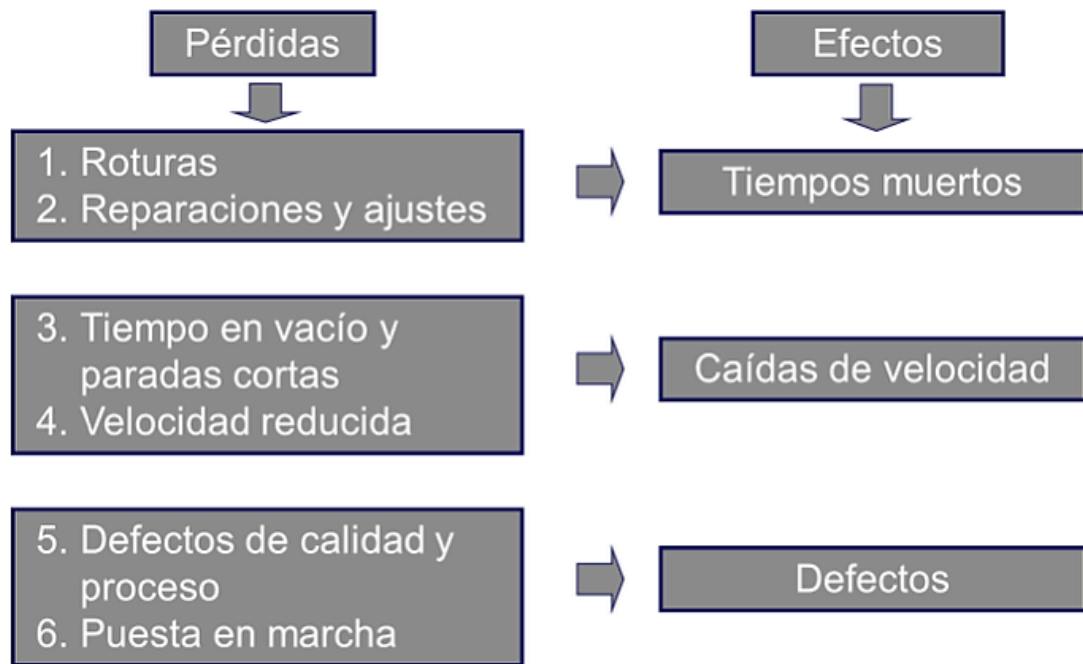 Pérdidas
Efectos
1. Roturas
2. Reparaciones y ajustes
Tiempos muertos
3. Tiempo en vacío y
paradas cortas
4. Velocidad reducida
Caídas de velocidad
5. Defectos de calidad y
proceso
6. Puesta en marcha
Defectos